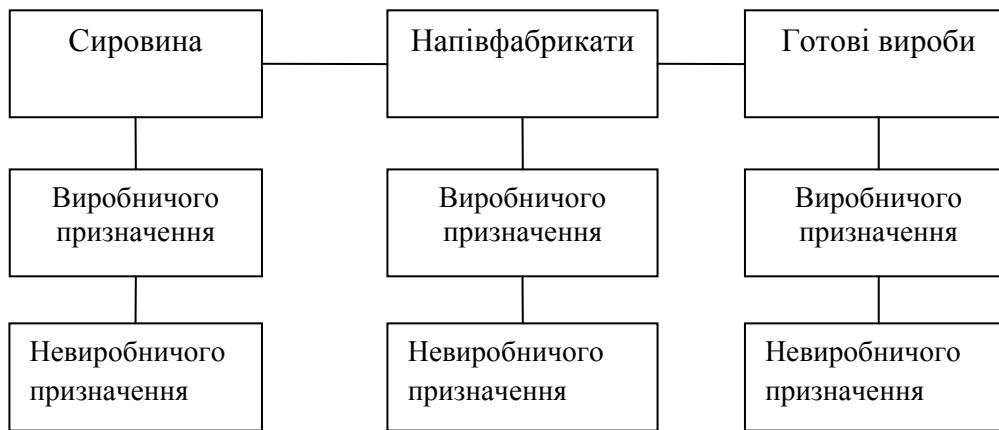 Сировина
Напівфабрикати
Готові вироби
Виробничого
призначення
Виробничого
призначення
Виробничого
призначення
Невиробничого
призначення
Невиробничого
призначення
Невиробничого
призначення